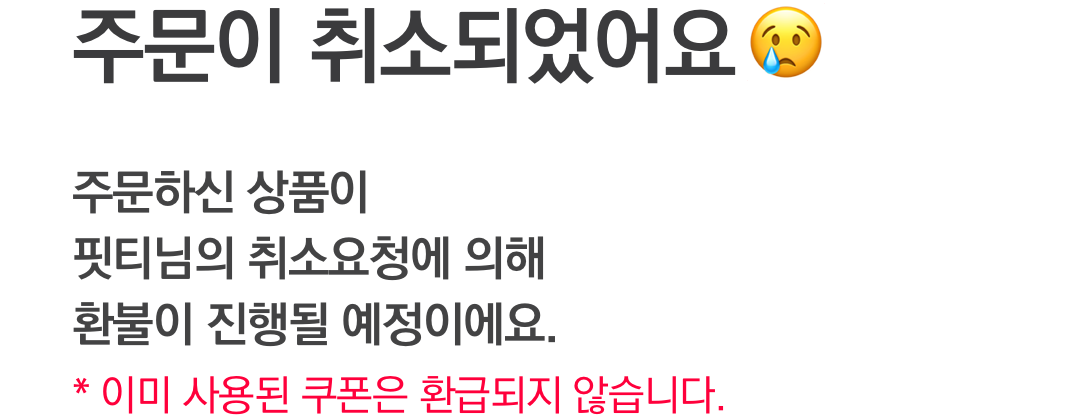 주문이 취소되었어요😢
주문하신 상품이
핏티님의 취소요청에 의해
환불이 진행될 예정이에요.
* 이미 사용된 쿠폰은 환급되지 않습니다.